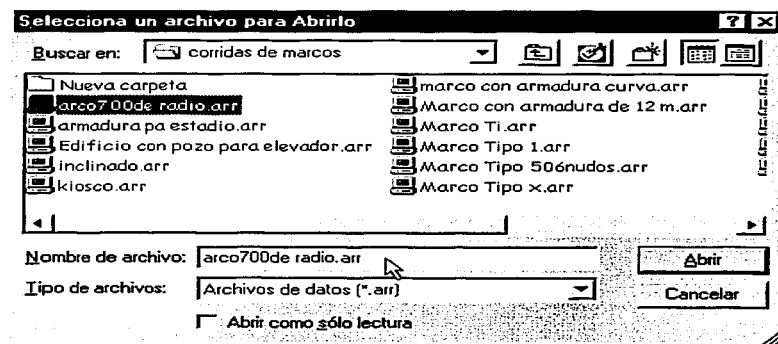 Selecciona un archivo para Abrirlo
Buscar en: corridas de marcos
Nueva carpeta
arco700de radio.arr
armadura pa estadio.arr
Edificio con pozo para elevador.arr
inclinado.arr
kiosco.arr
marco con armadura curva.arr
Marco con armadura de 12 m.arr
Marco Ti.arr
Marco Tipo 1.arr
Marco Tipo 506nudos.arr
Marco Tipo x.arr
Nombre de archivo: arco700de radio.arr
Abrir
Tipo de archivos: Archivos de datos (*.arr)
Cancelar
Abrir como sólo lectura